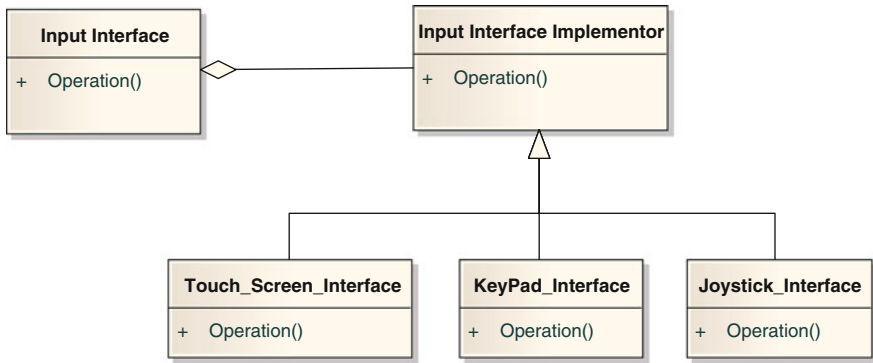 Input Interface
+ Operation()
Input Interface Implementor
+ Operation()
Touch_Screen_Interface
+ Operation()
KeyPad_Interface
+ Operation()
Joystick_Interface
+ Operation()